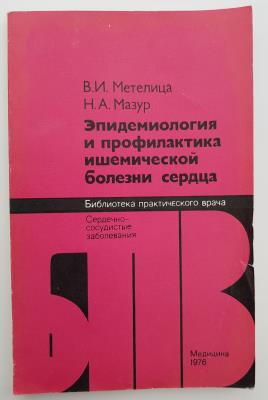 В.И. Метелица
Н.А. Мазур
Эпидемиология
и профилактика
ишемической
болезни сердца
Библиотека практического врача
Сердечно-
сосудистые
заболевания
БПВ
Медицина
1976